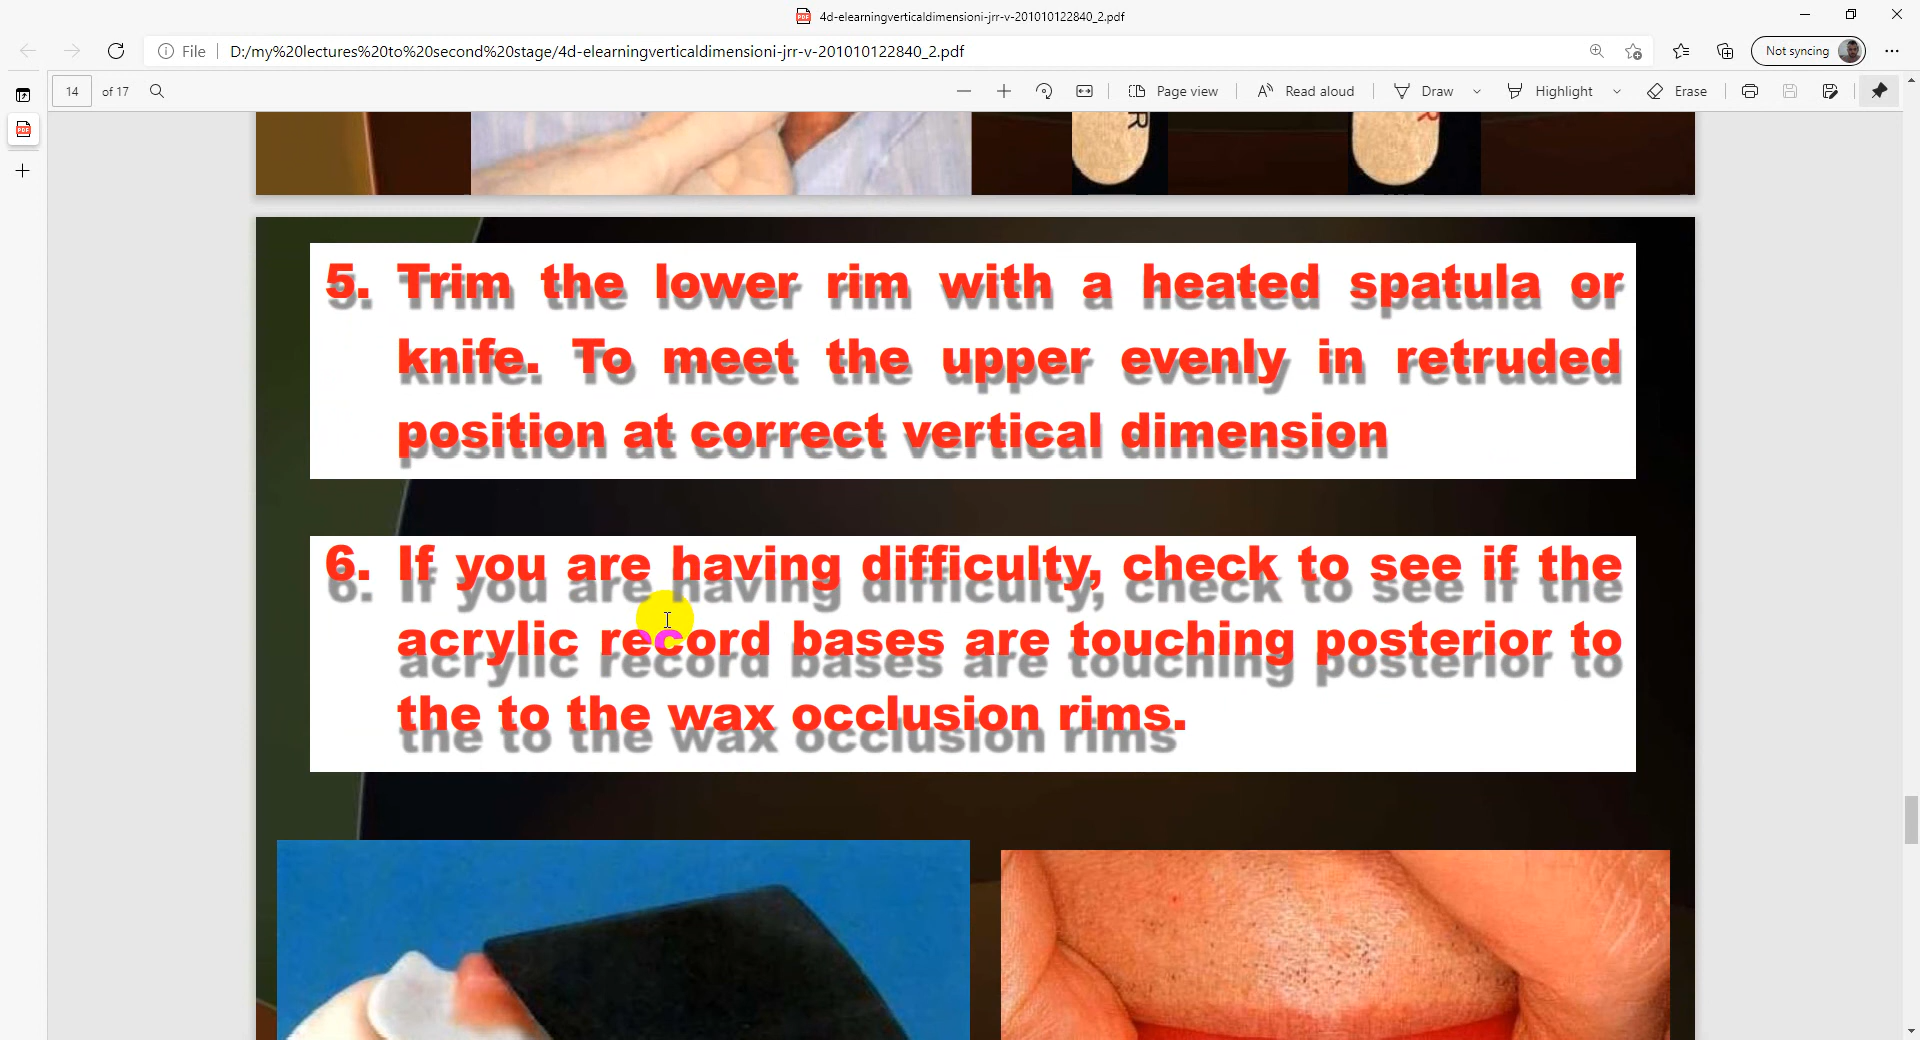 4d-elearningverticaldimensioni-jrr-v-201010122840_2.pdf
File D:/my%20lectures%20to%20second%20stage/4d-elearningverticaldimensioni-jrr-v-201010122840_2.pdf Not syncing
14 of 17 Page view Read aloud Draw Highlight Erase
R R
5. Trim the lower rim with a heated spatula or
knife. To meet the upper evenly in retruded
position at correct vertical dimension
6. If you are having difficulty, check to see if the
acrylic record bases are touching posterior to
the to the wax occlusion rims.